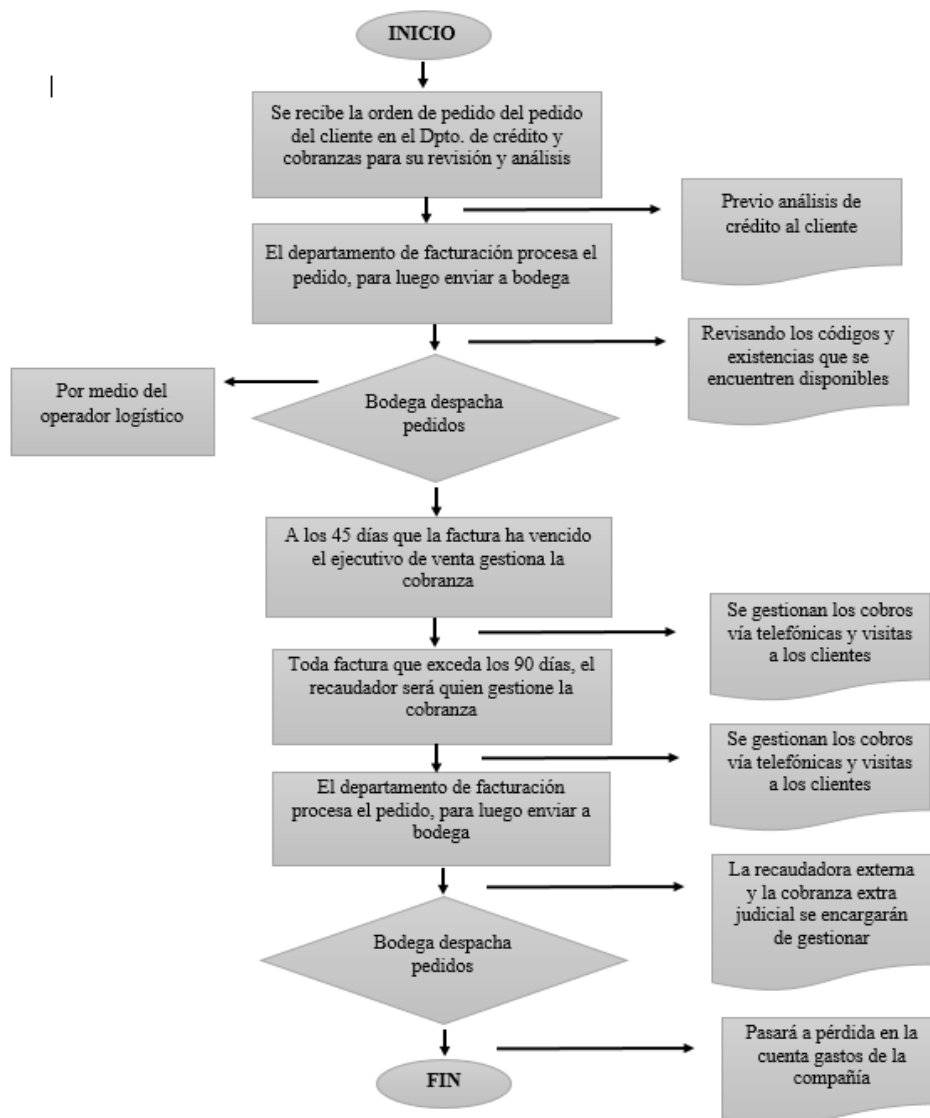 INICIO
Se recibe la orden de pedido del pedido
del cliente en el Dpto. de crédito y
cobranzas para su revisión y análisis
Previo análisis de
crédito al cliente
El departamento de facturación procesa el
pedido, para luego enviar a bodega
Revisando los códigos y
existencias que se
encuentren disponibles
Por medio del
operador logístico
Bodega despacha
pedidos
A los 45 días que la factura ha vencido
el ejecutivo de venta gestiona la
cobranza
Se gestionan los cobros
vía telefónicas y visitas
a los clientes
Toda factura que exceda los 90 días, el
recaudador será quien gestione la
cobranza
Se gestionan los cobros
vía telefónicas y visitas
a los clientes
El departamento de facturación
procesa el pedido, para luego enviar a
bodega
La recaudadora externa
y la cobranza extra
judicial se encargarán
de gestionar
Bodega despacha
pedidos
Pasará a pérdida en la
cuenta gastos de la
compañía
FIN